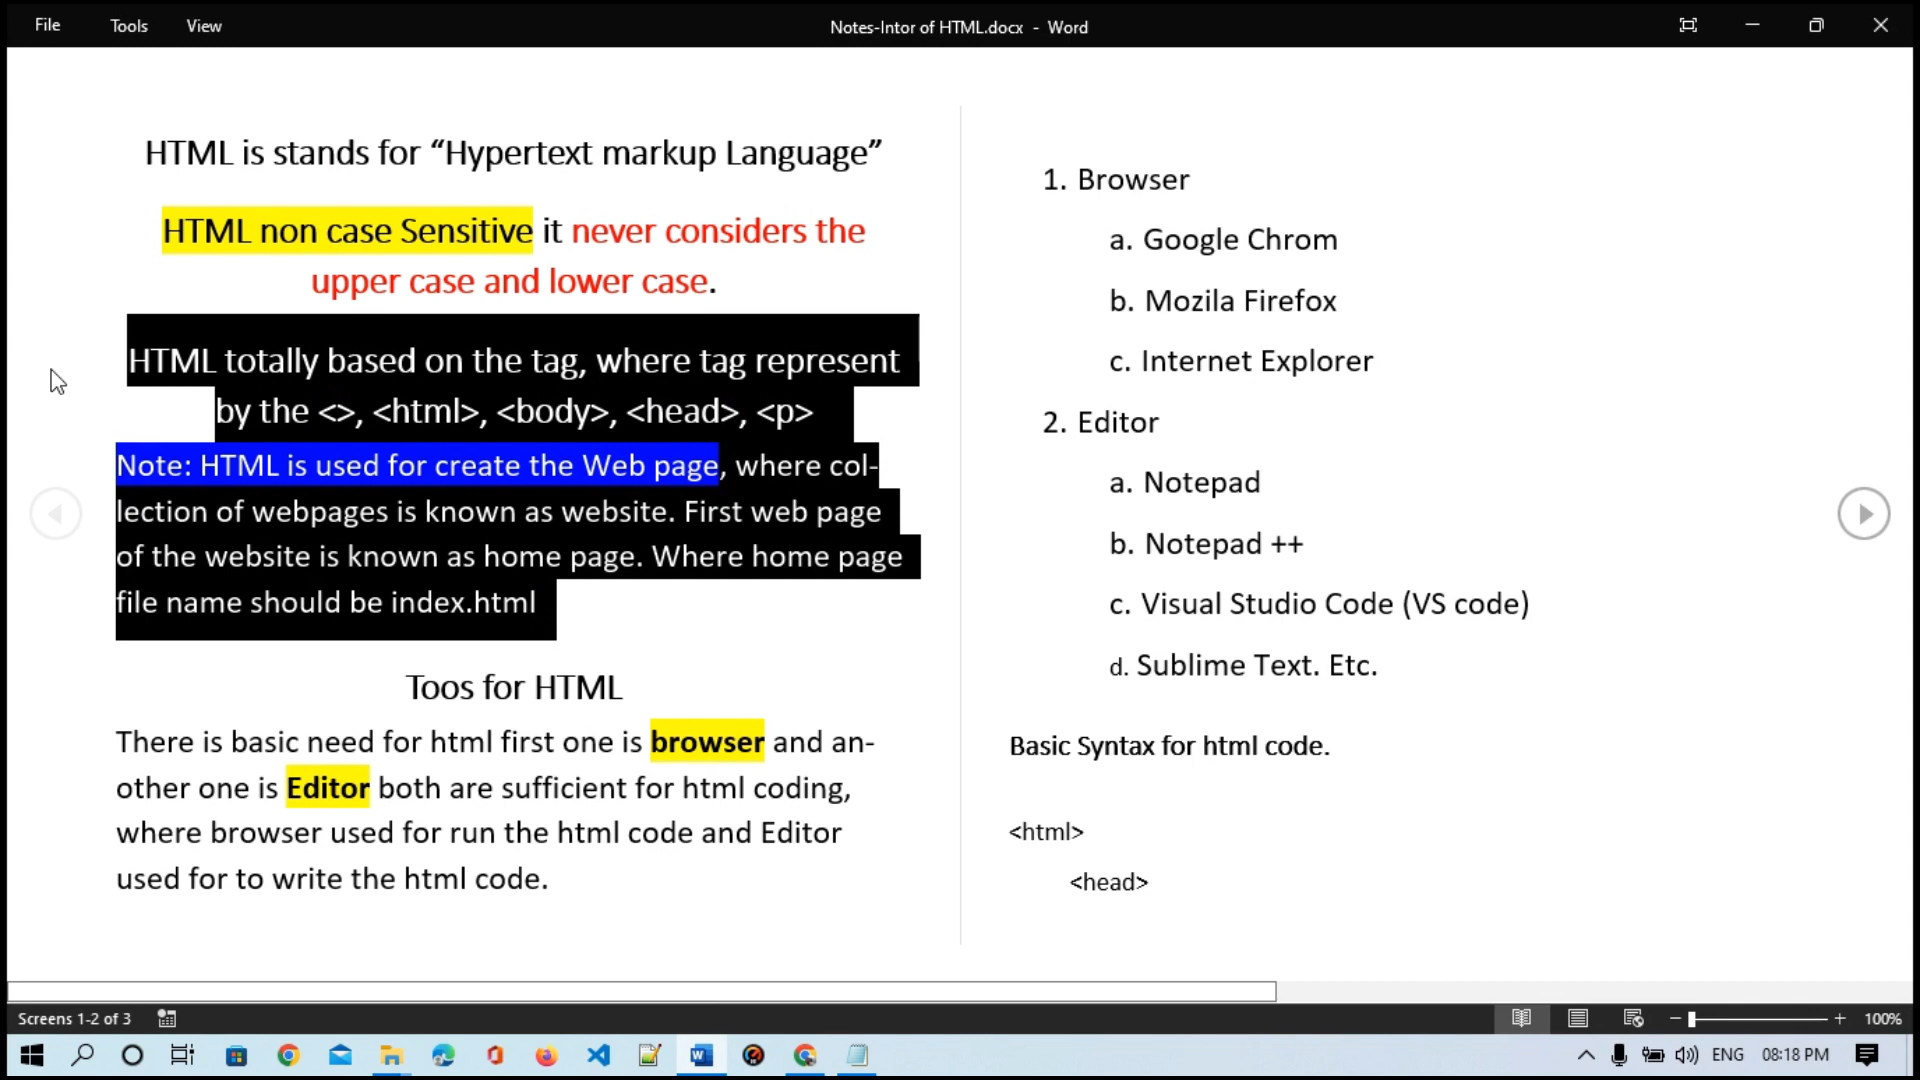 File Tools View Notes-Intor of HTML.docx - Word
HTML is stands for “Hypertext markup Language”
HTML non case Sensitive it never considers the
upper case and lower case.
HTML totally based on the tag, where tag represent
by the <>, <html>, <body>, <head>, <p>
Note: HTML is used for create the Web page, where col-
lection of webpages is known as website. First web page
of the website is known as home page. Where home page
file name should be index.html
Toos for HTML
There is basic need for html first one is browser and an-
other one is Editor both are sufficient for html coding,
where browser used for run the html code and Editor
used for to write the html code.
1. Browser
a. Google Chrom
b. Mozila Firefox
c. Internet Explorer
2. Editor
a. Notepad
b. Notepad ++
c. Visual Studio Code (VS code)
d. Sublime Text. Etc.
Basic Syntax for html code.
<html>
<head>
Screens 1-2 of 3 100%
ENG 08:18 PM